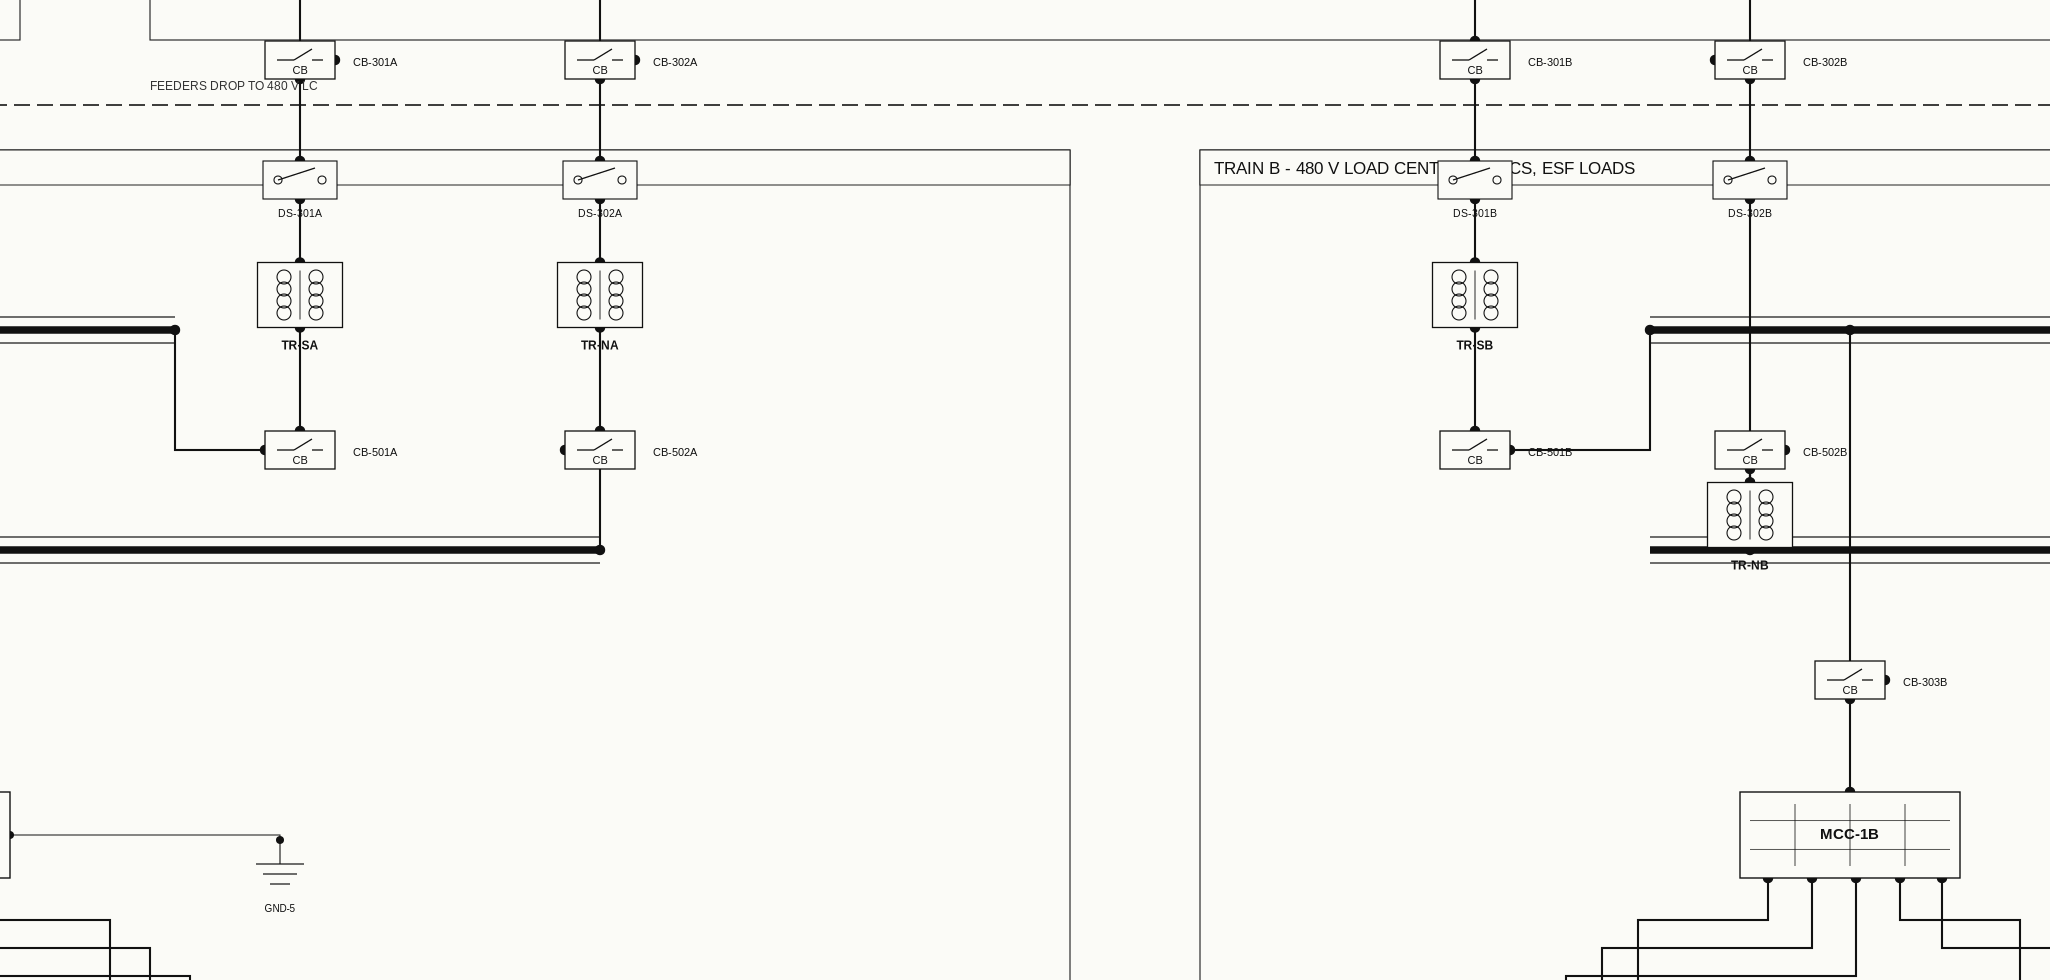 CB
CB-301A
CB
CB-302A
CB
CB-301B
CB
CB-302B
FEEDERS DROP TO 480 V LC
TRAIN B - 480 V LOAD CENT CS, ESF LOADS
DS-301A
DS-302A
DS-301B
DS-302B
TR-SA
TR-NA
TR-SB
CB
CB-501A
CB
CB-502A
CB
CB-501B
CB
CB-502B
TR-NB
CB
CB-303B
MCC-1B
GND-5